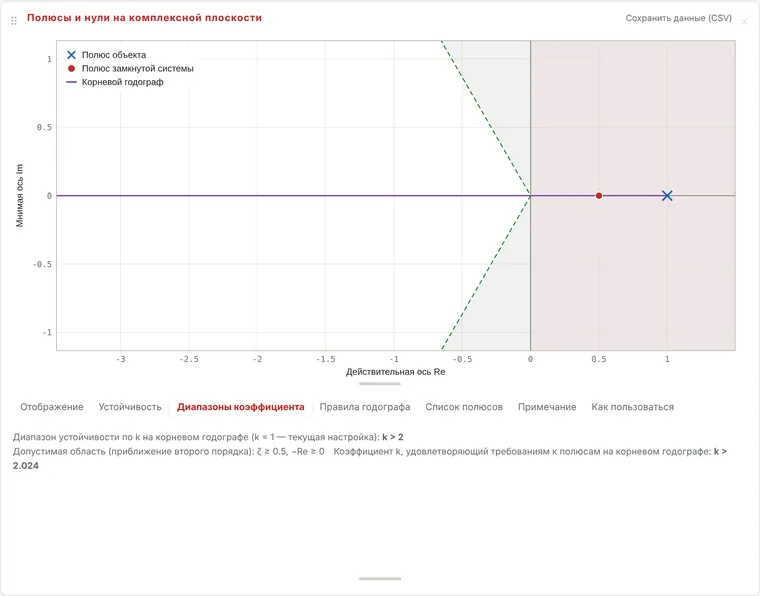 Полюсы и нули на комплексной плоскости
Сохранить данные (CSV)
×
Полюс объекта
Полюс замкнутой системы
Корневой годограф
1
0.5
0
-0.5
-1
Мнимая ось Im
-3 -2.5 -2 -1.5 -1 -0.5 0 0.5 1
Действительная ось Re
Отображение Устойчивость Диапазоны коэффициента Правила годографа Список полюсов Примечание Как пользоваться
Диапазон устойчивости по k на корневом годографе (k = 1 — текущая настройка): k > 2
Допустимая область (приближение второго порядка): ζ ≥ 0.5, −Re ≥ 0 Коэффициент k, удовлетворяющий требованиям к полюсам на корневом годографе: k >
2.024